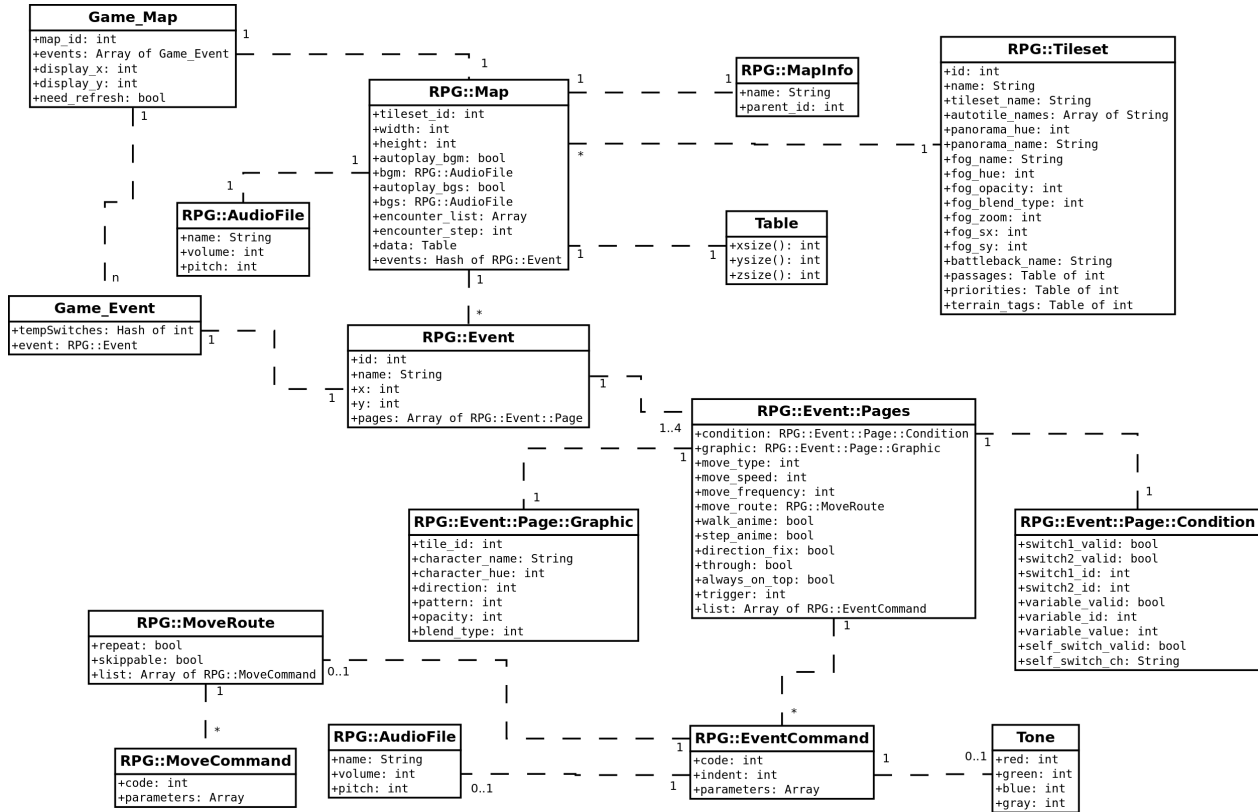 Game_Map
+map_id: int
+events: Array of Game_Event
+display_x: int
+display_y: int
+need_refresh: bool
1
1
1
RPG::Map
+tileset_id: int
+width: int
+height: int
+autoplay_bgm: bool
+bgm: RPG::AudioFile
+autoplay_bgs: bool
+bgs: RPG::AudioFile
+encounter_list: Array
+encounter_step: int
+data: Table
+events: Hash of RPG::Event
1
1
RPG::MapInfo
+name: String
+parent_id: int
*
1
RPG::Tileset
+id: int
+name: String
+tileset_name: String
+autotile_names: Array of String
+panorama_hue: int
+panorama_name: String
+fog_name: String
+fog_hue: int
+fog_opacity: int
+fog_blend_type: int
+fog_zoom: int
+fog_sx: int
+fog_sy: int
+battleback_name: String
+passages: Table of int
+priorities: Table of int
+terrain_tags: Table of int
1
1
RPG::AudioFile
+name: String
+volume: int
+pitch: int
1
1
Table
+xsize(): int
+ysize(): int
+zsize(): int
n
Game_Event
+tempSwitches: Hash of int
+event: RPG::Event
1
1
1
*
RPG::Event
+id: int
+name: String
+x: int
+y: int
+pages: Array of RPG::Event::Page
1
1..4
RPG::Event::Pages
+condition: RPG::Event::Page::Condition
+graphic: RPG::Event::Page::Graphic
+move_type: int
+move_speed: int
+move_frequency: int
+move_route: RPG::MoveRoute
+walk_anime: bool
+step_anime: bool
+direction_fix: bool
+through: bool
+always_on_top: bool
+trigger: int
+list: Array of RPG::EventCommand
1
1
RPG::Event::Page::Graphic
+tile_id: int
+character_name: String
+character_hue: int
+direction: int
+pattern: int
+opacity: int
+blend_type: int
1
1
RPG::Event::Page::Condition
+switch1_valid: bool
+switch2_valid: bool
+switch1_id: int
+switch2_id: int
+variable_valid: bool
+variable_id: int
+variable_value: int
+self_switch_valid: bool
+self_switch_ch: String
RPG::MoveRoute
+repeat: bool
+skippable: bool
+list: Array of RPG::MoveCommand
0..1
1
*
RPG::MoveCommand
+code: int
+parameters: Array
RPG::AudioFile
+name: String
+volume: int
+pitch: int
0..1
1
1
1
*
RPG::EventCommand
+code: int
+indent: int
+parameters: Array
1
0..1
Tone
+red: int
+green: int
+blue: int
+gray: int